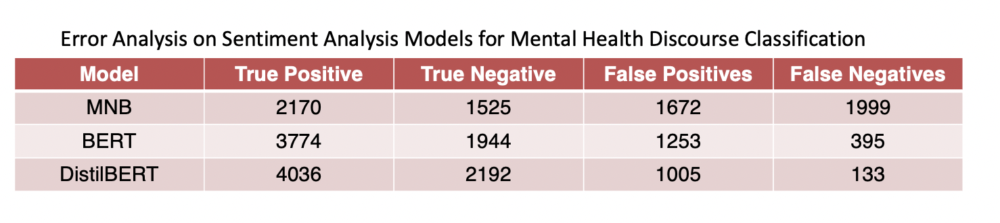 Error Analysis on Sentiment Analysis Models for Mental Health Discourse Classification
Model True Positive True Negative False Positives False Negatives
MNB 2170 1525 1672 1999
BERT 3774 1944 1253 395
DistilBERT 4036 2192 1005 133